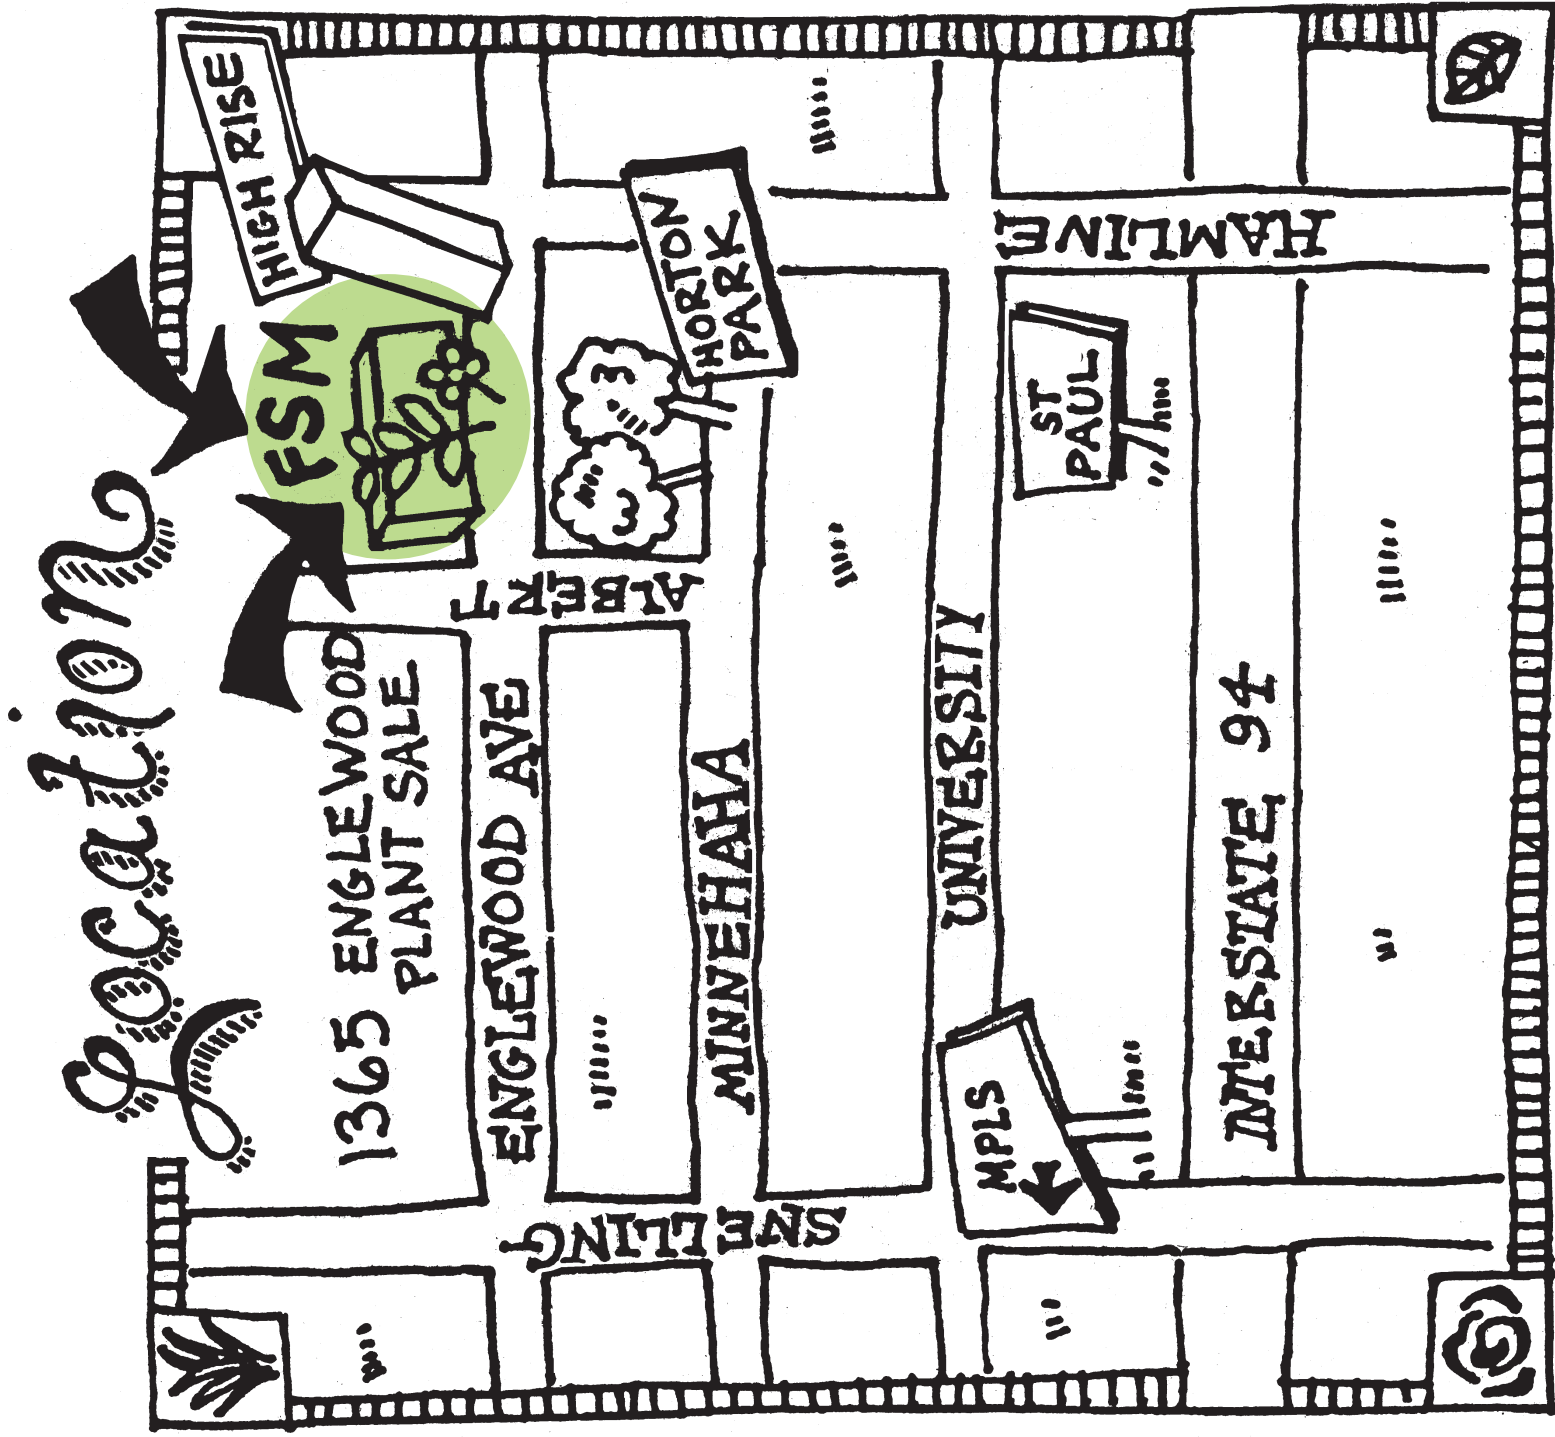 Location
HIGH RISE
FSM
1365 ENGLEWOOD
PLANT SALE
ENGLEWOOD AVE
ALBERT
HORTON
PARK
MINNEHAHA
SNELLING
HAMLINE
UNIVERSITY
MPLS
ST
PAUL
INTERSTATE 94